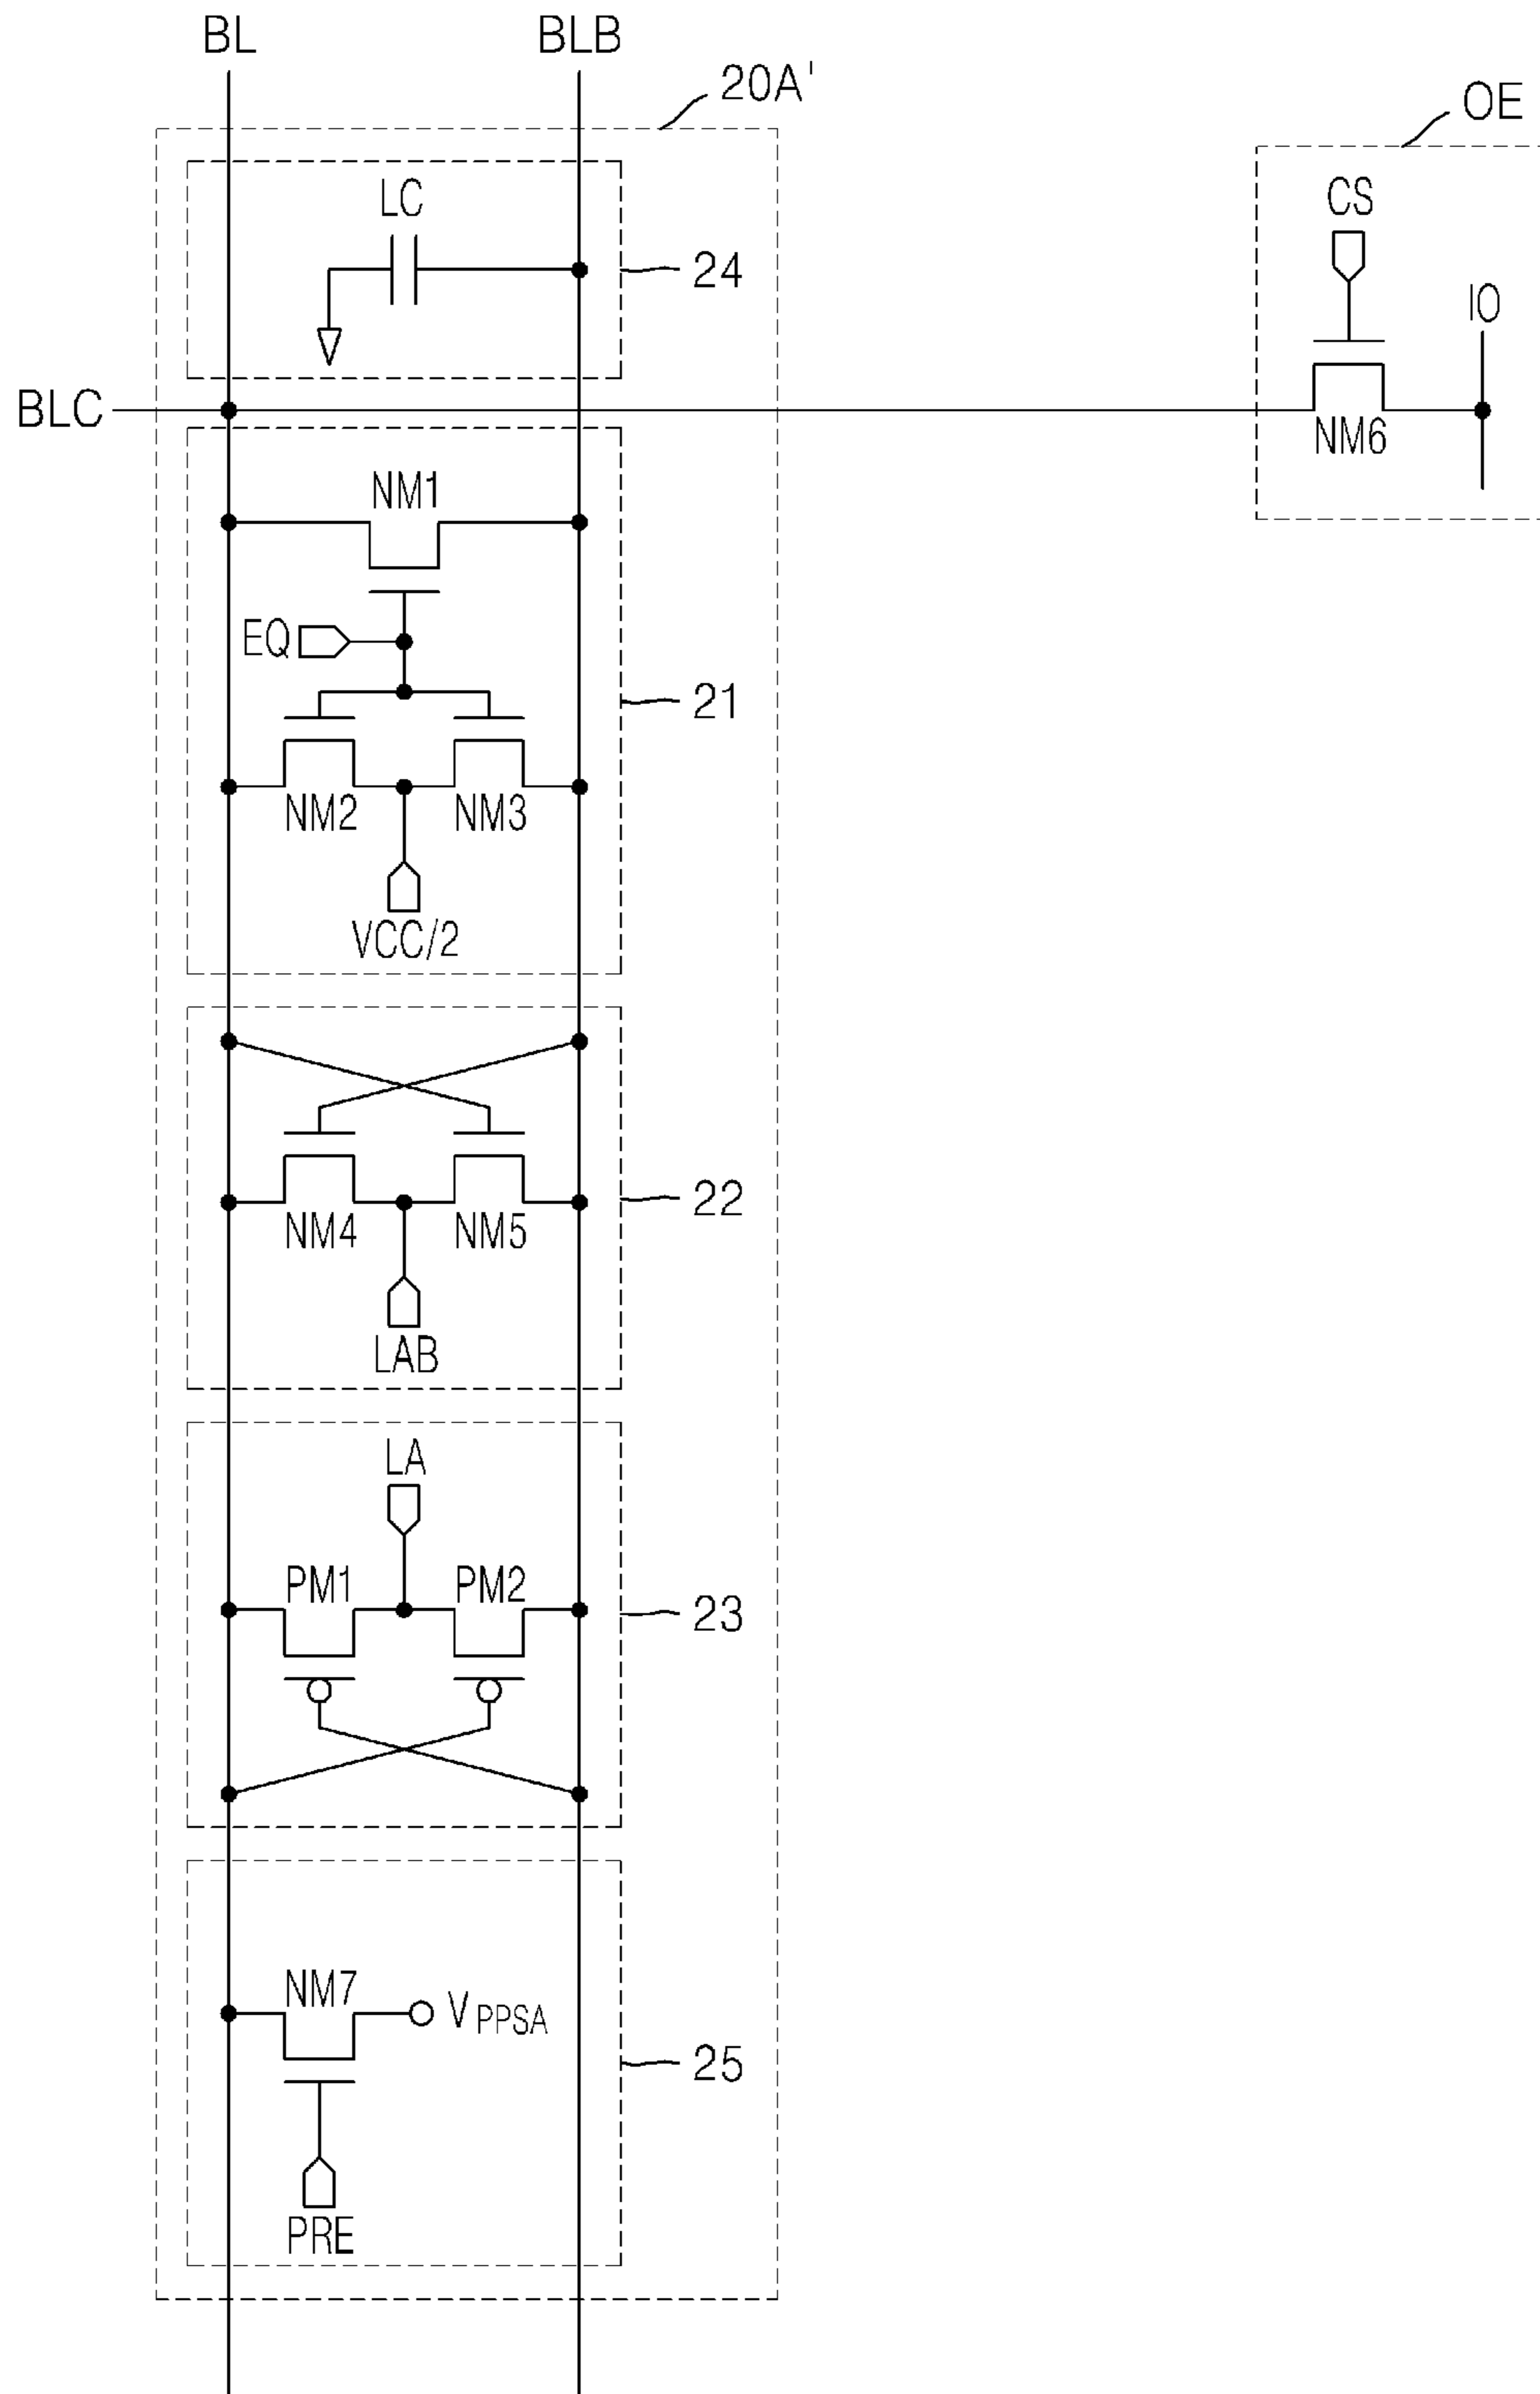 BL
BLB
20A'
OE
LC
CS
24
IO
BLC
NM6
NM1
EQ
21
NM2
NM3
VCC/2
22
NM4
NM5
LAB
LA
PM1
PM2
23
NM7
VPPSA
25
PRE